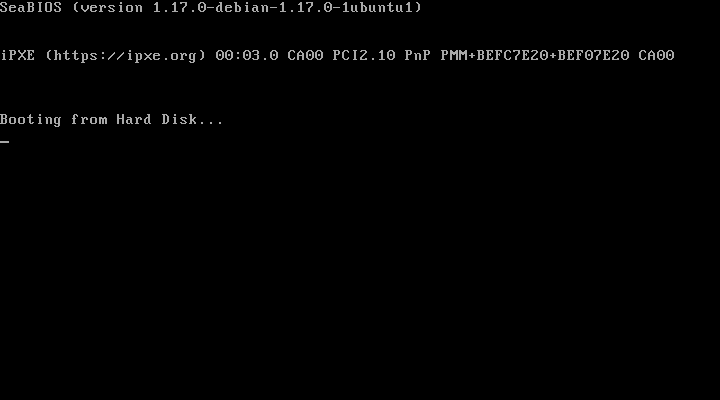 SeaBIOS (version 1.17.0-debian-1.17.0-1ubuntu1)
iPXE (https://ipxe.org) 00:03.0 CA00 PCI2.10 PnP PMM+BEFC7E20+BEF07E20 CA00
Booting from Hard Disk...